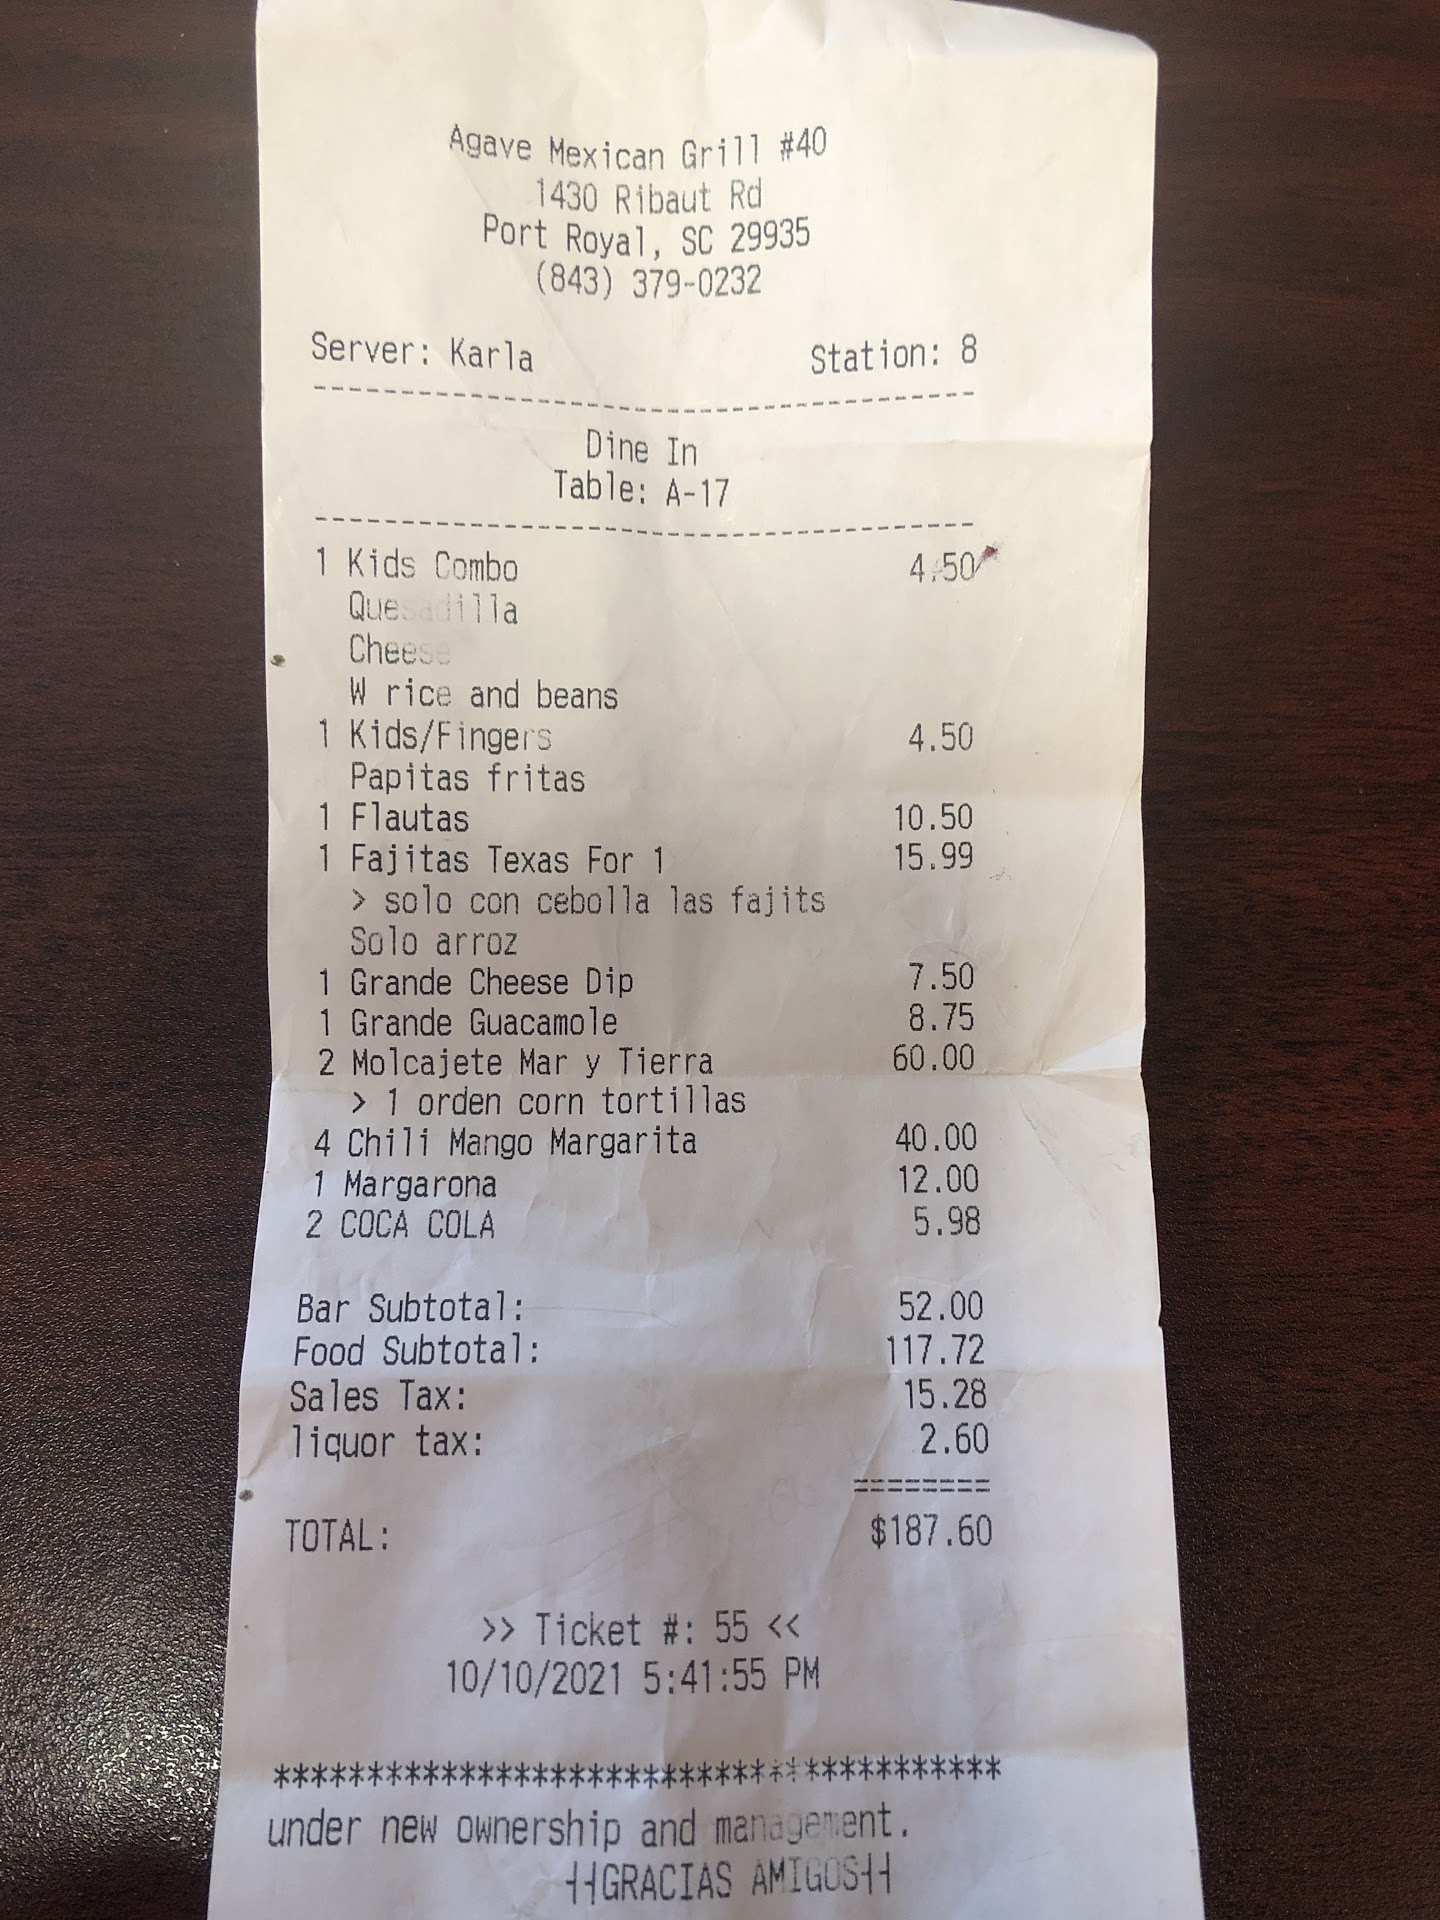 Agave Mexican Grill #40
1430 Ribaut Rd
Port Royal, SC 29935
(843) 379-0232
Server: Karla Station: 8
----------------------------------------
Dine In
Table: A-17
----------------------------------------
1 Kids Combo 4.50
Quesadilla
Cheese
W rice and beans
1 Kids/Fingers 4.50
Papitas fritas
1 Flautas 10.50
1 Fajitas Texas For 1 15.99
> solo con cebolla las fajits
Solo arroz
1 Grande Cheese Dip 7.50
1 Grande Guacamole 8.75
2 Molcajete Mar y Tierra 60.00
> 1 orden corn tortillas
4 Chili Mango Margarita 40.00
1 Margarona 12.00
2 COCA COLA 5.98
Bar Subtotal: 52.00
Food Subtotal: 117.72
Sales Tax: 15.28
liquor tax: 2.60
========
TOTAL: $187.60
>> Ticket #: 55 <<
10/10/2021 5:41:55 PM
****************************************
under new ownership and management.
┤┤GRACIAS AMIGOS┤┤